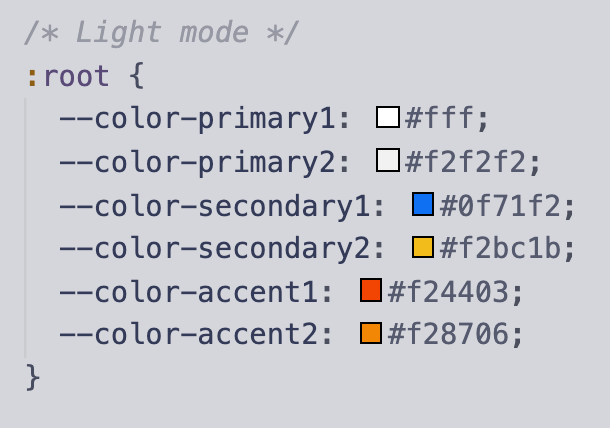 /* Light mode */
:root {
--color-primary1: #fff;
--color-primary2: #f2f2f2;
--color-secondary1: #0f71f2;
--color-secondary2: #f2bc1b;
--color-accent1: #f24403;
--color-accent2: #f28706;
}